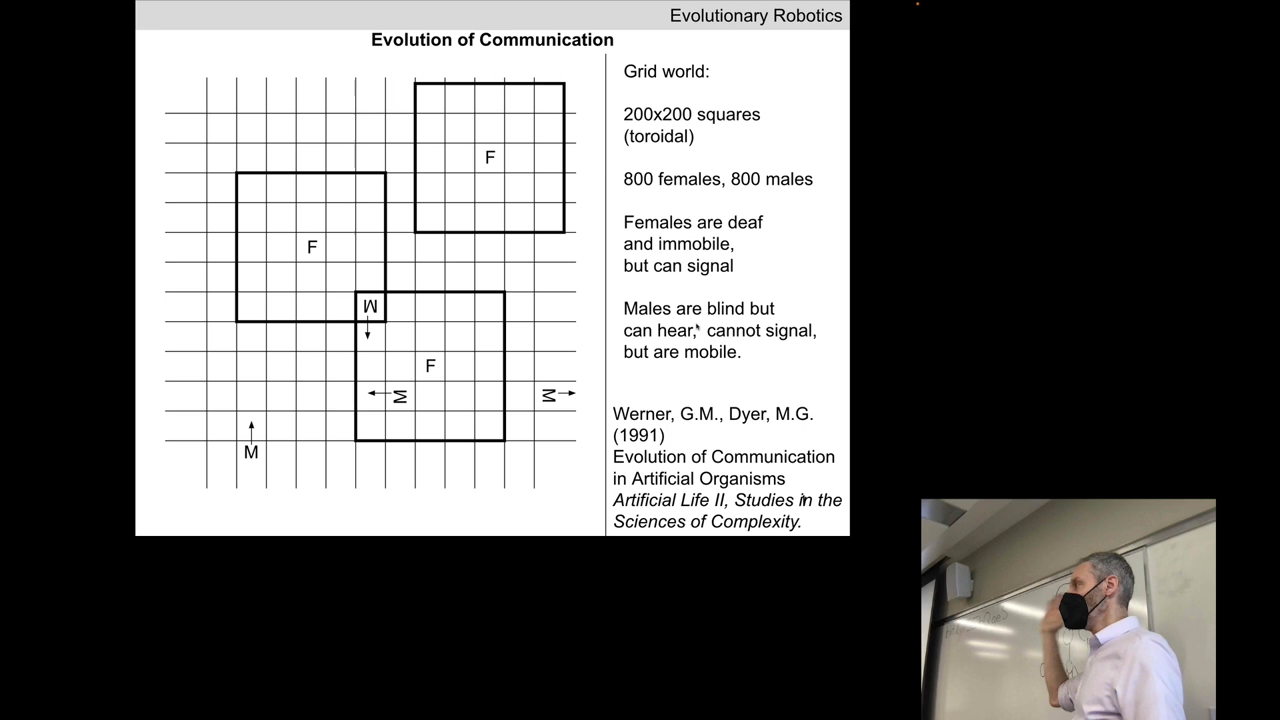 Evolutionary Robotics
Evolution of Communication
F
F
M
F
M
M
M
Grid world:
200x200 squares
(toroidal)
800 females, 800 males
Females are deaf
and immobile,
but can signal
Males are blind but
can hear, cannot signal,
but are mobile.
Werner, G.M., Dyer, M.G.
(1991)
Evolution of Communication
in Artificial Organisms
Artificial Life II, Studies in the
Sciences of Complexity.